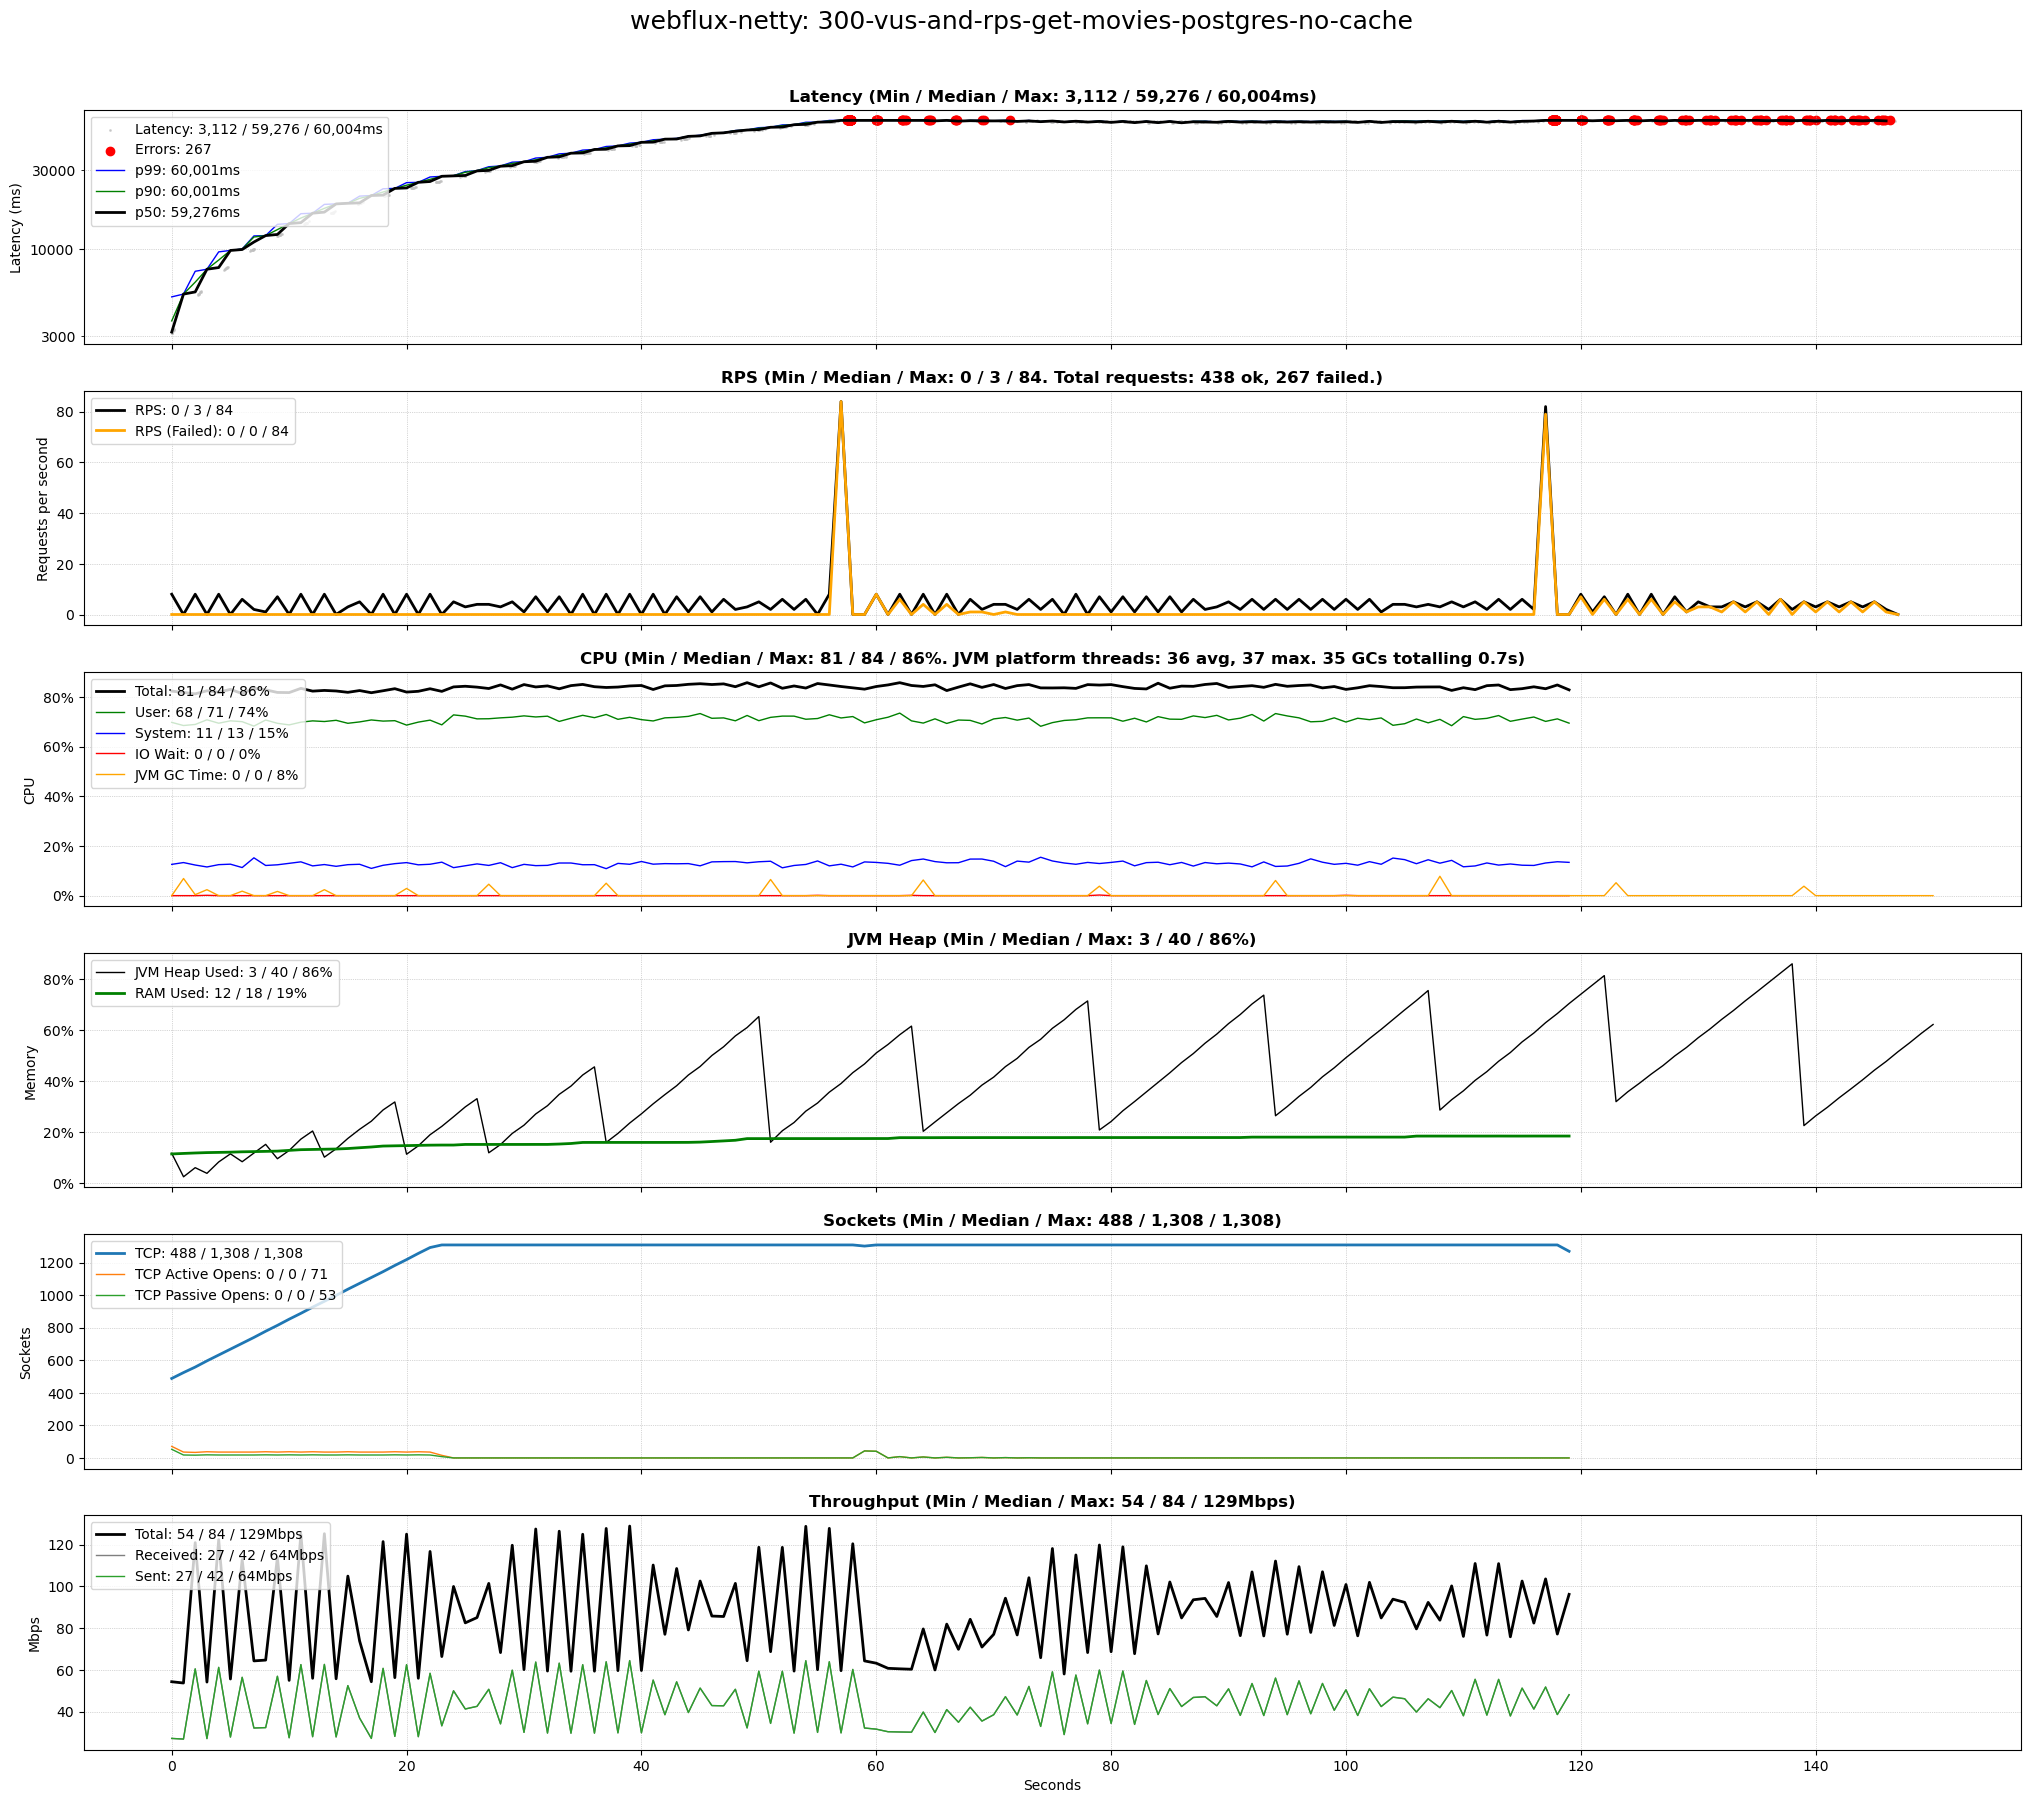 webflux-netty: 300-vus-and-rps-get-movies-postgres-no-cache
Latency (Min / Median / Max: 3,112 / 59,276 / 60,004ms)
Latency (ms)
30000
10000
3000
Latency: 3,112 / 59,276 / 60,004ms
Errors: 267
p99: 60,001ms
p90: 60,001ms
p50: 59,276ms
RPS (Min / Median / Max: 0 / 3 / 84. Total requests: 438 ok, 267 failed.)
Requests per second
80
60
40
20
0
RPS: 0 / 3 / 84
RPS (Failed): 0 / 0 / 84
CPU (Min / Median / Max: 81 / 84 / 86%. JVM platform threads: 36 avg, 37 max. 35 GCs totalling 0.7s)
CPU
80%
60%
40%
20%
0%
Total: 81 / 84 / 86%
User: 68 / 71 / 74%
System: 11 / 13 / 15%
IO Wait: 0 / 0 / 0%
JVM GC Time: 0 / 0 / 8%
JVM Heap (Min / Median / Max: 3 / 40 / 86%)
Memory
80%
60%
40%
20%
0%
JVM Heap Used: 3 / 40 / 86%
RAM Used: 12 / 18 / 19%
Sockets (Min / Median / Max: 488 / 1,308 / 1,308)
Sockets
1200
1000
800
600
400
200
0
TCP: 488 / 1,308 / 1,308
TCP Active Opens: 0 / 0 / 71
TCP Passive Opens: 0 / 0 / 53
Throughput (Min / Median / Max: 54 / 84 / 129Mbps)
Mbps
120
100
80
60
40
Total: 54 / 84 / 129Mbps
Received: 27 / 42 / 64Mbps
Sent: 27 / 42 / 64Mbps
0 20 40 60 80 100 120 140
Seconds